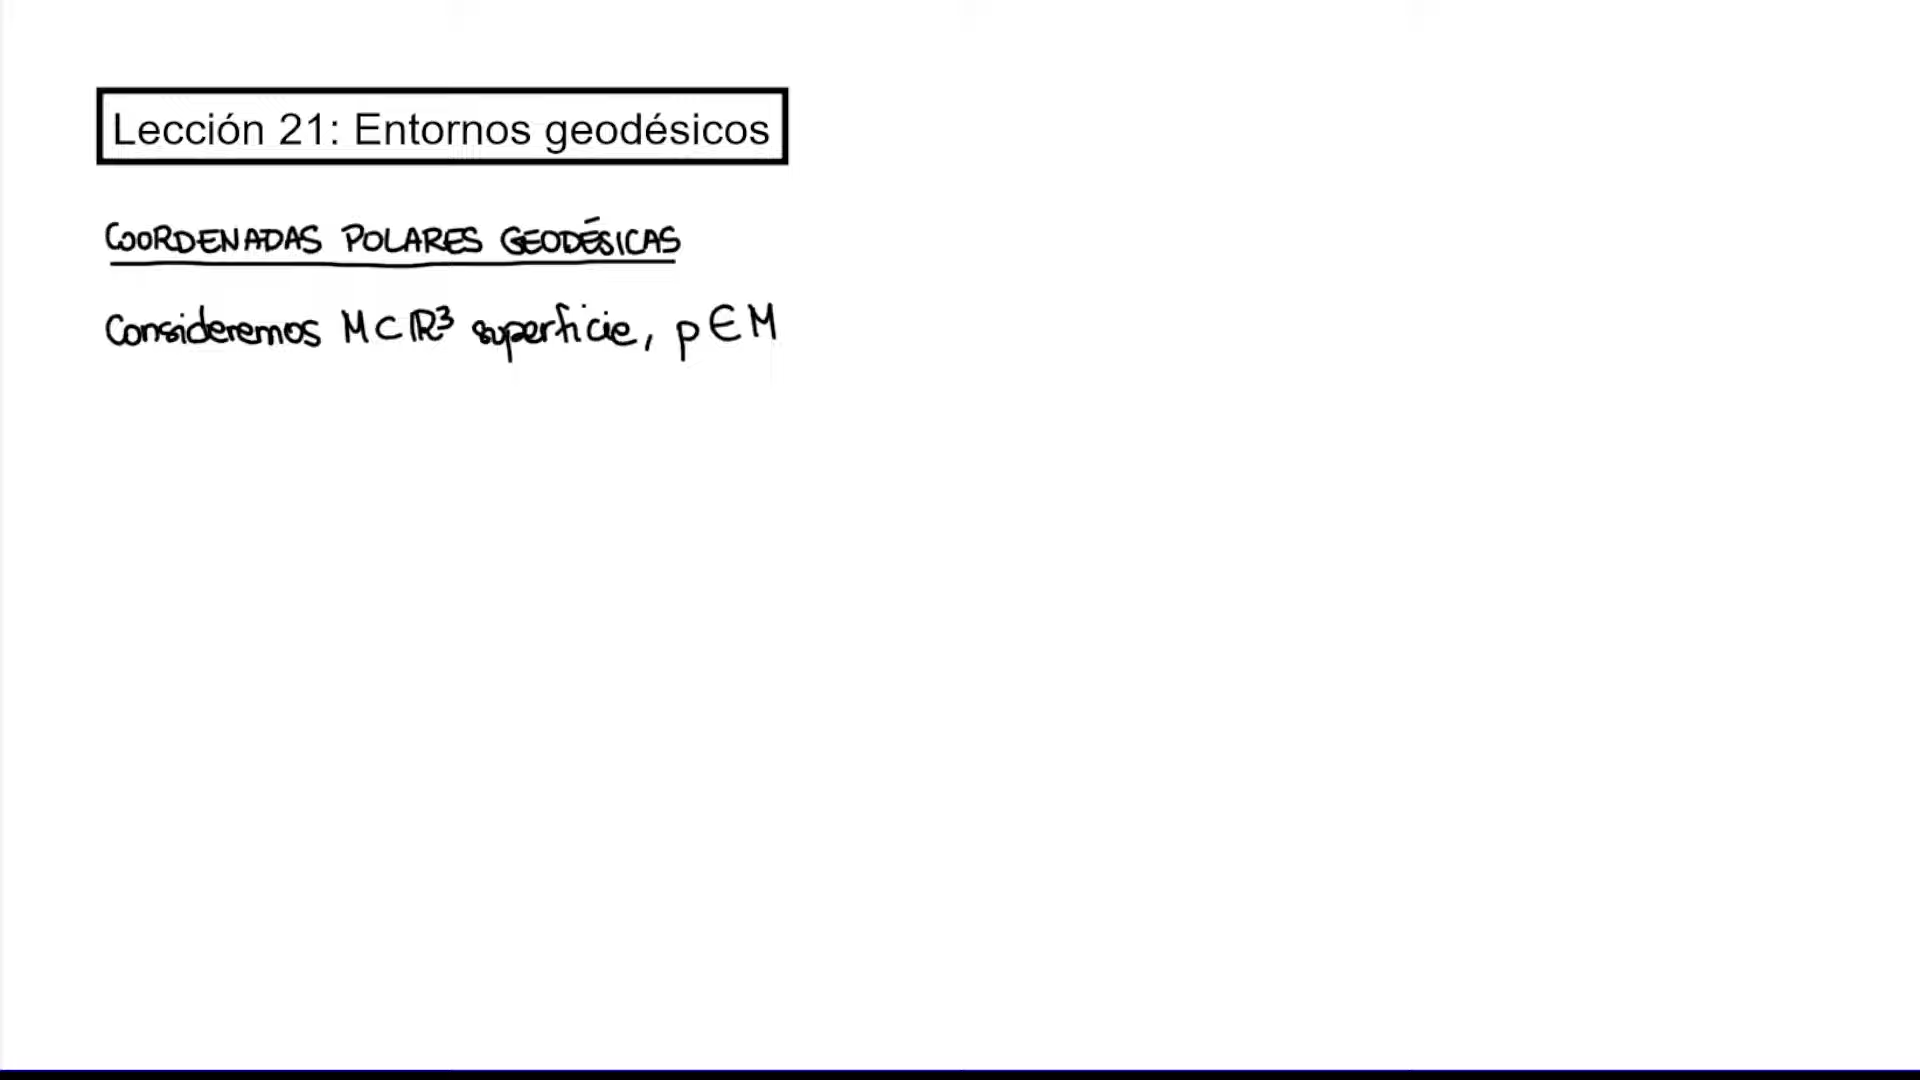 Lección 21: Entornos geodésicos
COORDENADAS POLARES GEODÉSICAS
Consideremos M⊂ℝ³ superficie, p∈M